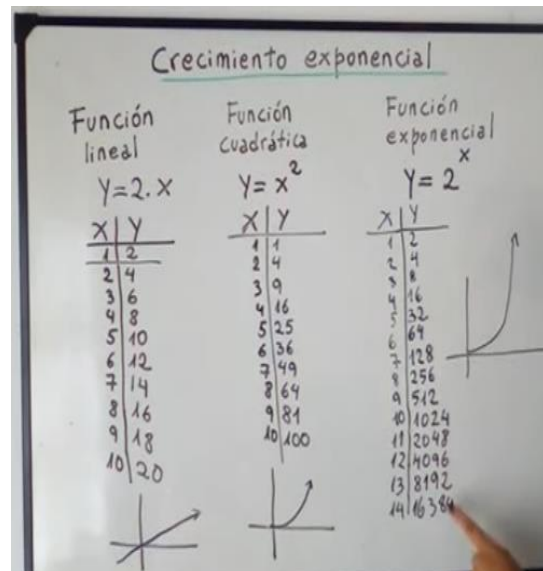 Crecimiento exponencial
Función
lineal
Y=2.X
X Y
1 2
2 4
3 6
4 8
5 10
6 12
7 14
8 16
9 18
10 20
Función
cuadrática
Y= x²
X Y
1 1
2 4
3 9
4 16
5 25
6 36
7 49
8 64
9 81
10 100
Función
exponencial
Y= 2ˣ
X Y
1 2
2 4
3 8
4 16
5 32
6 64
7 128
8 256
9 512
10 1024
11 2048
12 4096
13 8192
14 16384